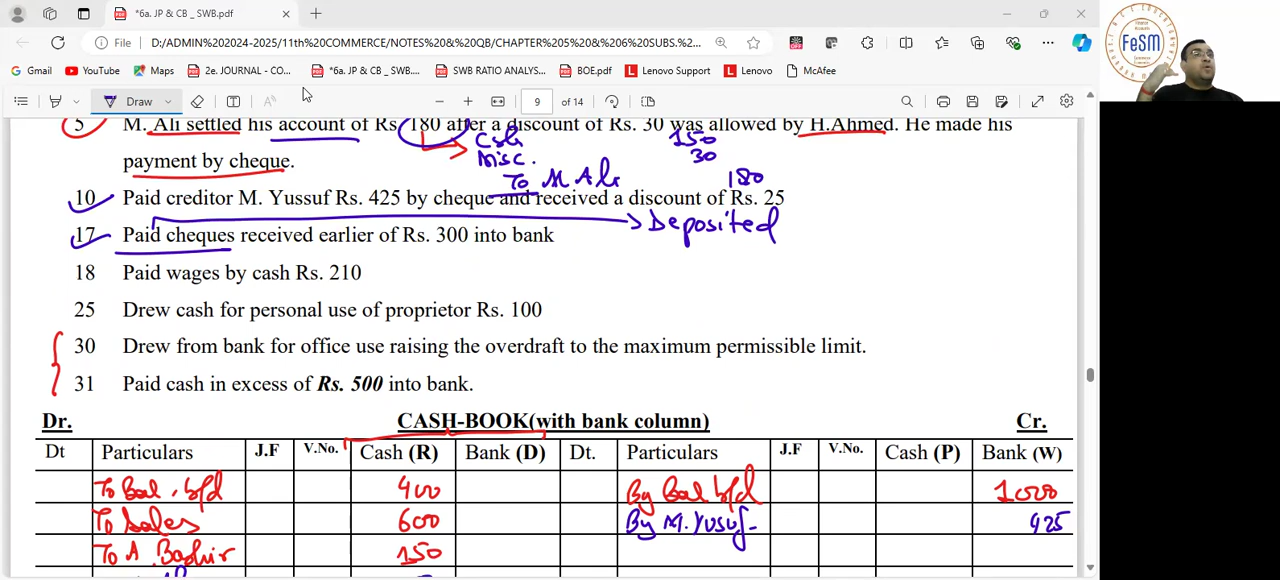 *6a. JP & CB _ SWB.pdf
File D:/ADMIN%202024-2025/11th%20COMMERCE/NOTES%20&%20QB/CHAPTER%205%20&%206%20SUBS.%2...
Gmail YouTube Maps 2e. JOURNAL - CO... *6a. JP & CB _ SWB.... SWB RATIO ANALYS... BOE.pdf Lenovo Support Lenovo McAfee
Draw 9 of 14
FeSM
5 M. Ali settled his account of Rs 180 after a discount of Rs. 30 was allowed by H.Ahmed. He made his
Csh 150
payment by cheque.
Misc. 30
To M Ali 180
10 Paid creditor M. Yussuf Rs. 425 by cheque and received a discount of Rs. 25
Deposited
17 Paid cheques received earlier of Rs. 300 into bank
18 Paid wages by cash Rs. 210
25 Drew cash for personal use of proprietor Rs. 100
30 Drew from bank for office use raising the overdraft to the maximum permissible limit.
31 Paid cash in excess of Rs. 500 into bank.
Dr. CASH-BOOK(with bank column) Cr.
Dt Particulars J.F V.No. Cash (R) Bank (D) Dt. Particulars J.F V.No. Cash (P) Bank (W)
To Bal. b/d 400 By Bal b/d 1000
To Sales 600 By M. Yusuf 425
To A. Bashir 150